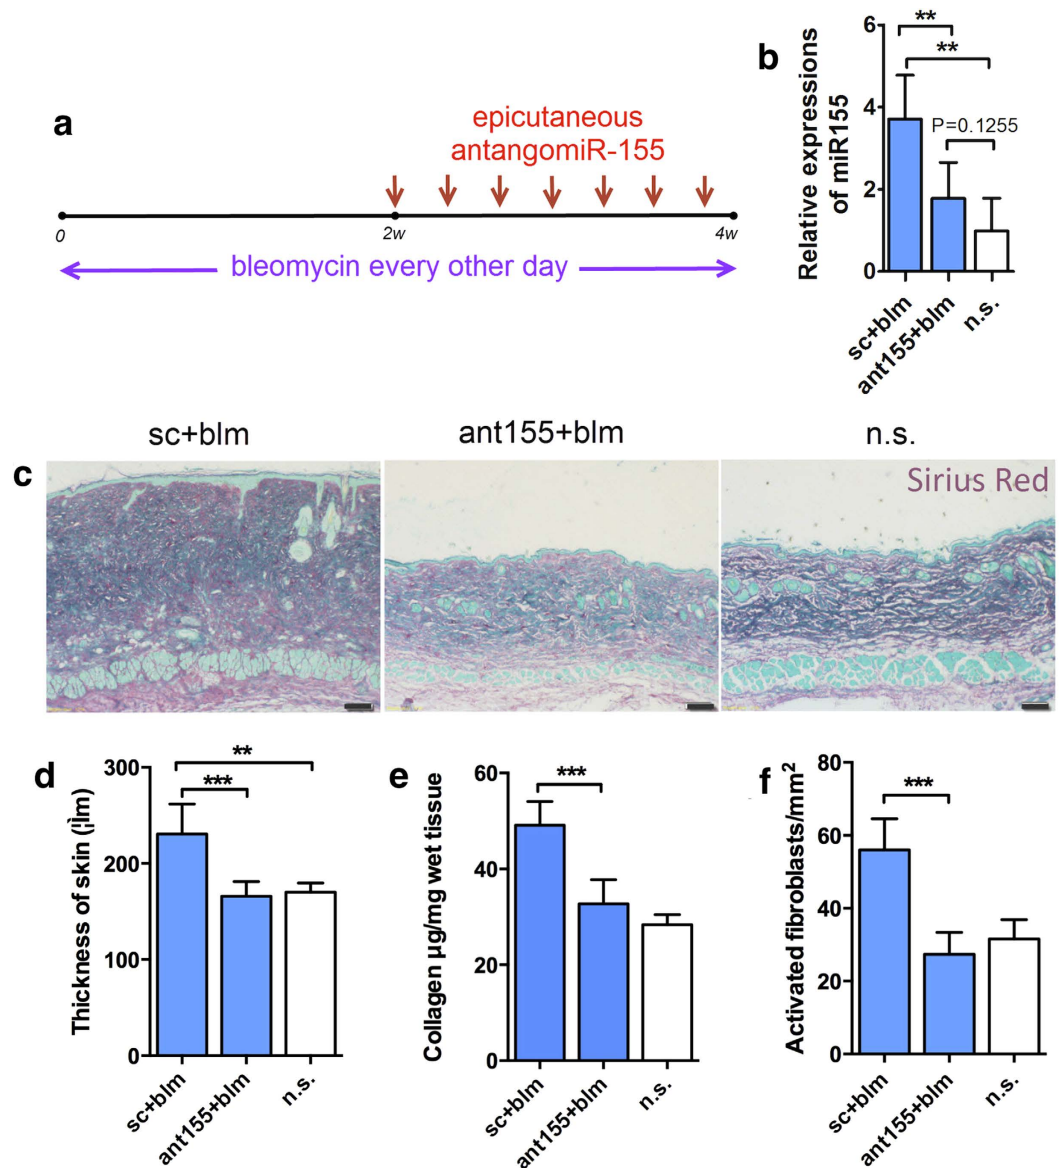 a
epicutaneous
antangomiR-155
0
2w
4w
bleomycin every other day
b
Relative expressions
of miR155
6
4
2
0
**
**
P=0.1255
sc+blm
ant155+blm
n.s.
c
sc+blm
ant155+blm
n.s.
Sirius Red
d
Thickness of skin (¦Ìm)
300
200
100
0
**
***
sc+blm
ant155+blm
n.s.
e
Collagen µg/mg wet tissue
60
40
20
0
***
sc+blm
ant155+blm
n.s.
f
Activated fibroblasts/mm²
80
60
40
20
0
***
sc+blm
ant155+blm
n.s.